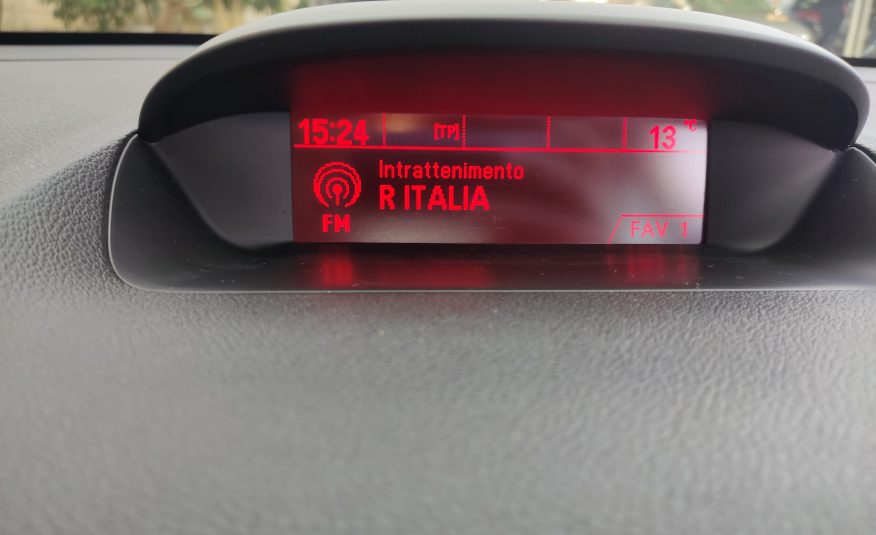 15:24 [TP] 13 °C
Intrattenimento
R ITALIA
FM
FAV 1